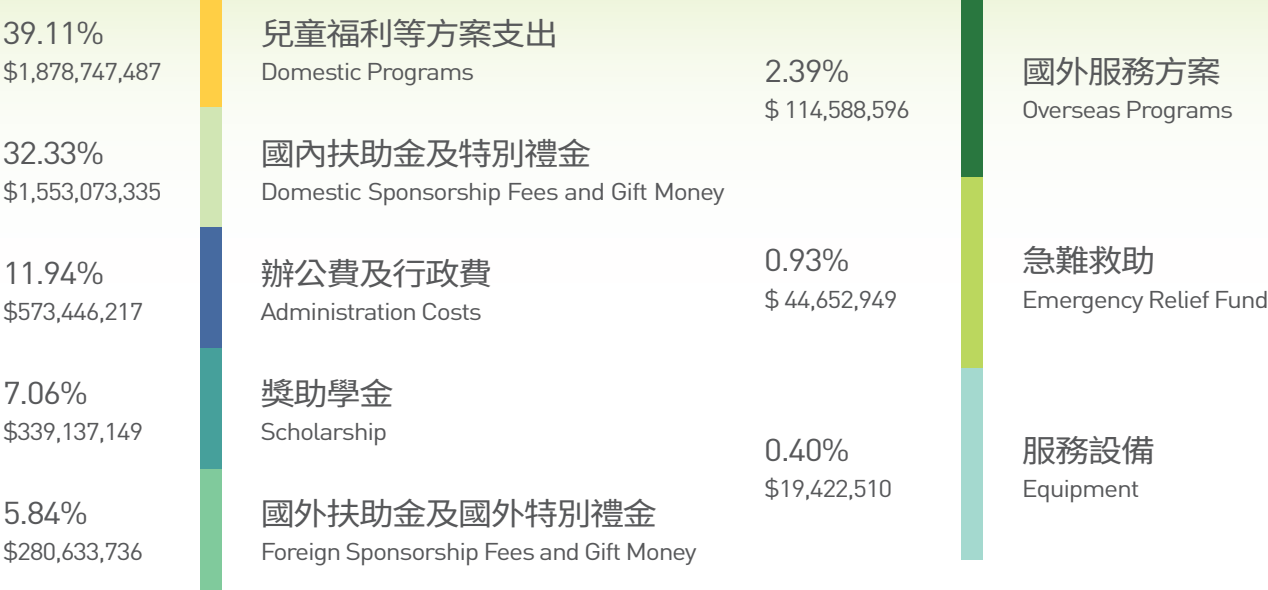 39.11%
$1,878,747,487
兒童福利等方案支出
Domestic Programs
32.33%
$1,553,073,335
國內扶助金及特別禮金
Domestic Sponsorship Fees and Gift Money
11.94%
$573,446,217
辦公費及行政費
Administration Costs
7.06%
$339,137,149
獎助學金
Scholarship
5.84%
$280,633,736
國外扶助金及國外特別禮金
Foreign Sponsorship Fees and Gift Money
2.39%
$ 114,588,596
國外服務方案
Overseas Programs
0.93%
$ 44,652,949
急難救助
Emergency Relief Fund
0.40%
$19,422,510
服務設備
Equipment